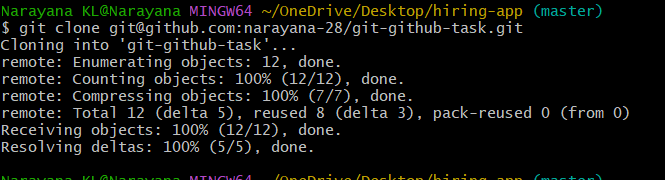 Narayana KL@Narayana MINGW64 ~/OneDrive/Desktop/hiring-app (master)
$ git clone git@github.com:narayana-28/git-github-task.git
Cloning into 'git-github-task'...
remote: Enumerating objects: 12, done.
remote: Counting objects: 100% (12/12), done.
remote: Compressing objects: 100% (7/7), done.
remote: Total 12 (delta 5), reused 8 (delta 3), pack-reused 0 (from 0)
Receiving objects: 100% (12/12), done.
Resolving deltas: 100% (5/5), done.
Narayana KL@Narayana MINGW64 ~/OneDrive/Desktop/hiring-app (master)